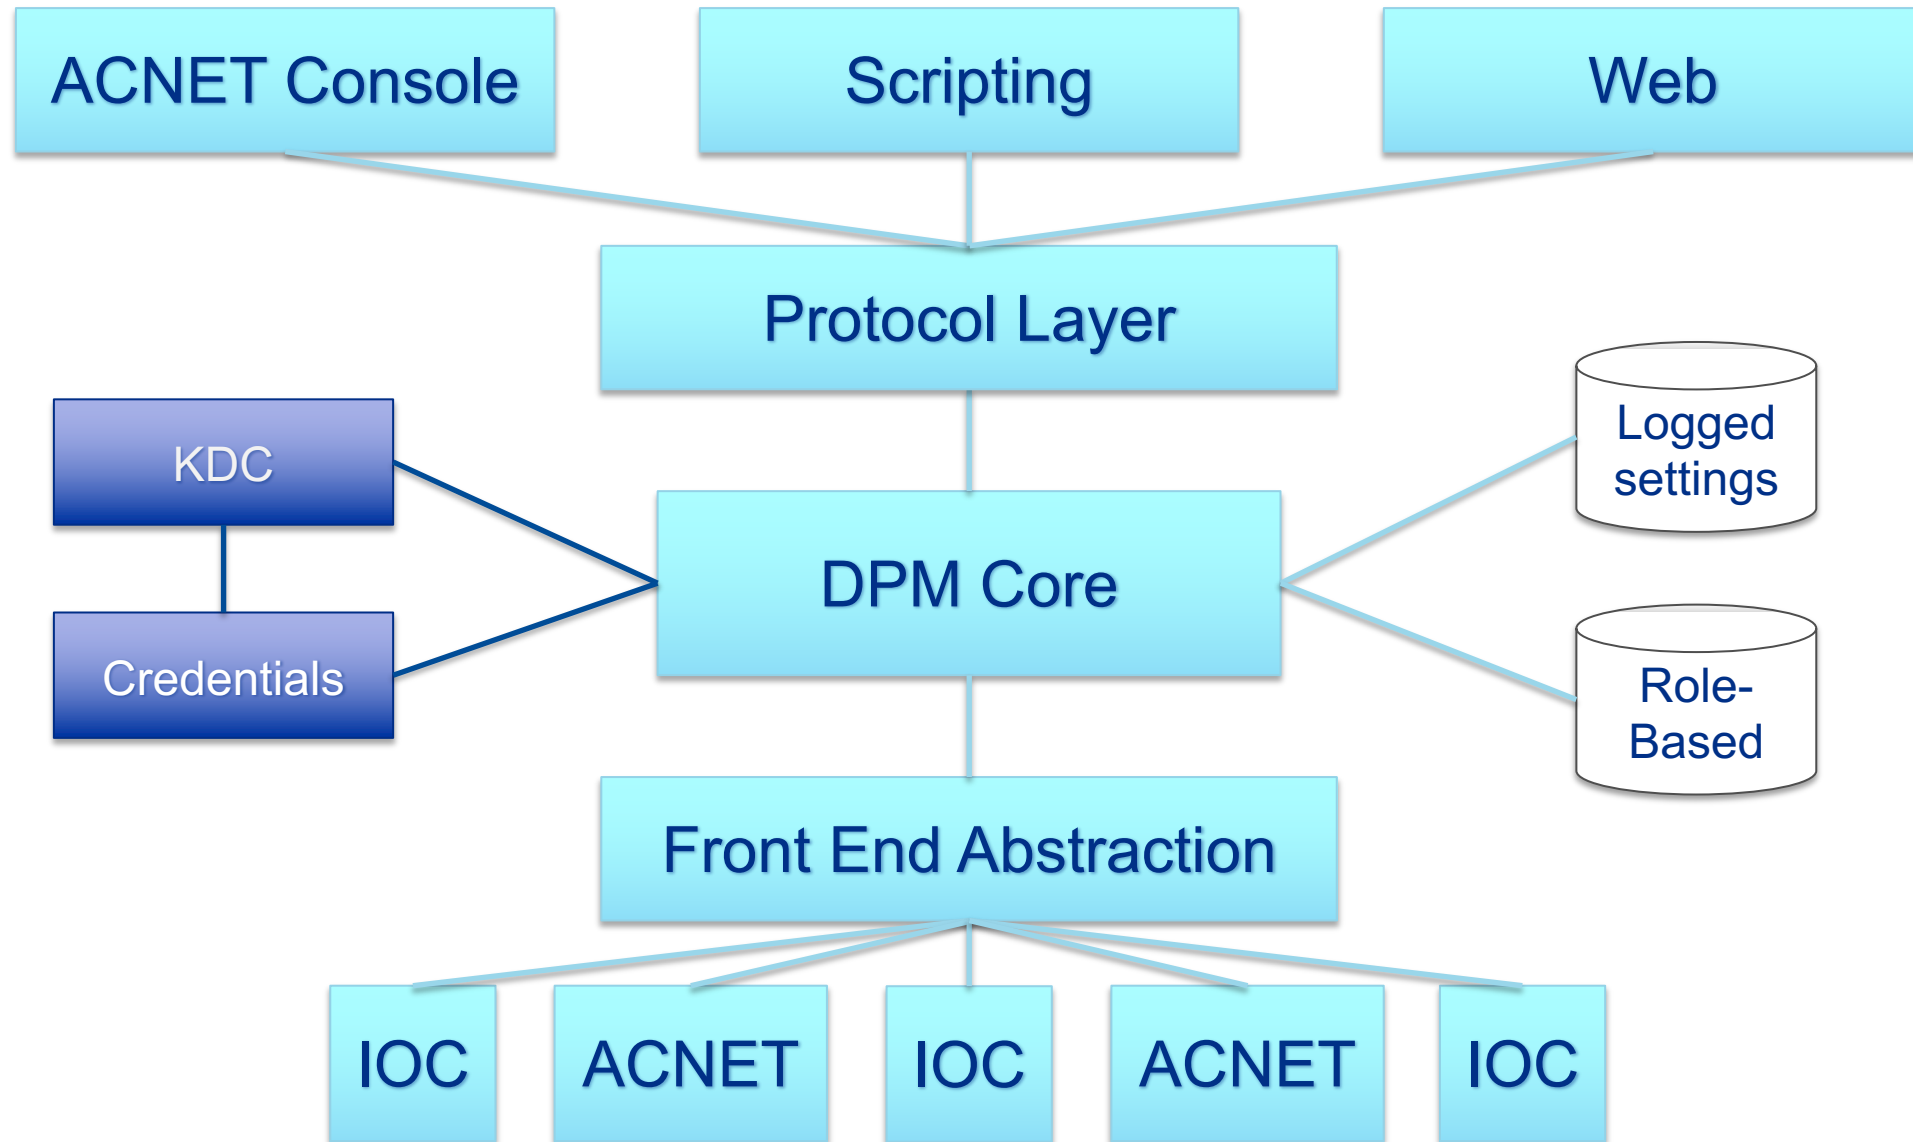 ACNET Console
Scripting
Web
Protocol Layer
KDC
Logged
settings
DPM Core
Credentials
Role-
Based
Front End Abstraction
IOC
ACNET
IOC
ACNET
IOC